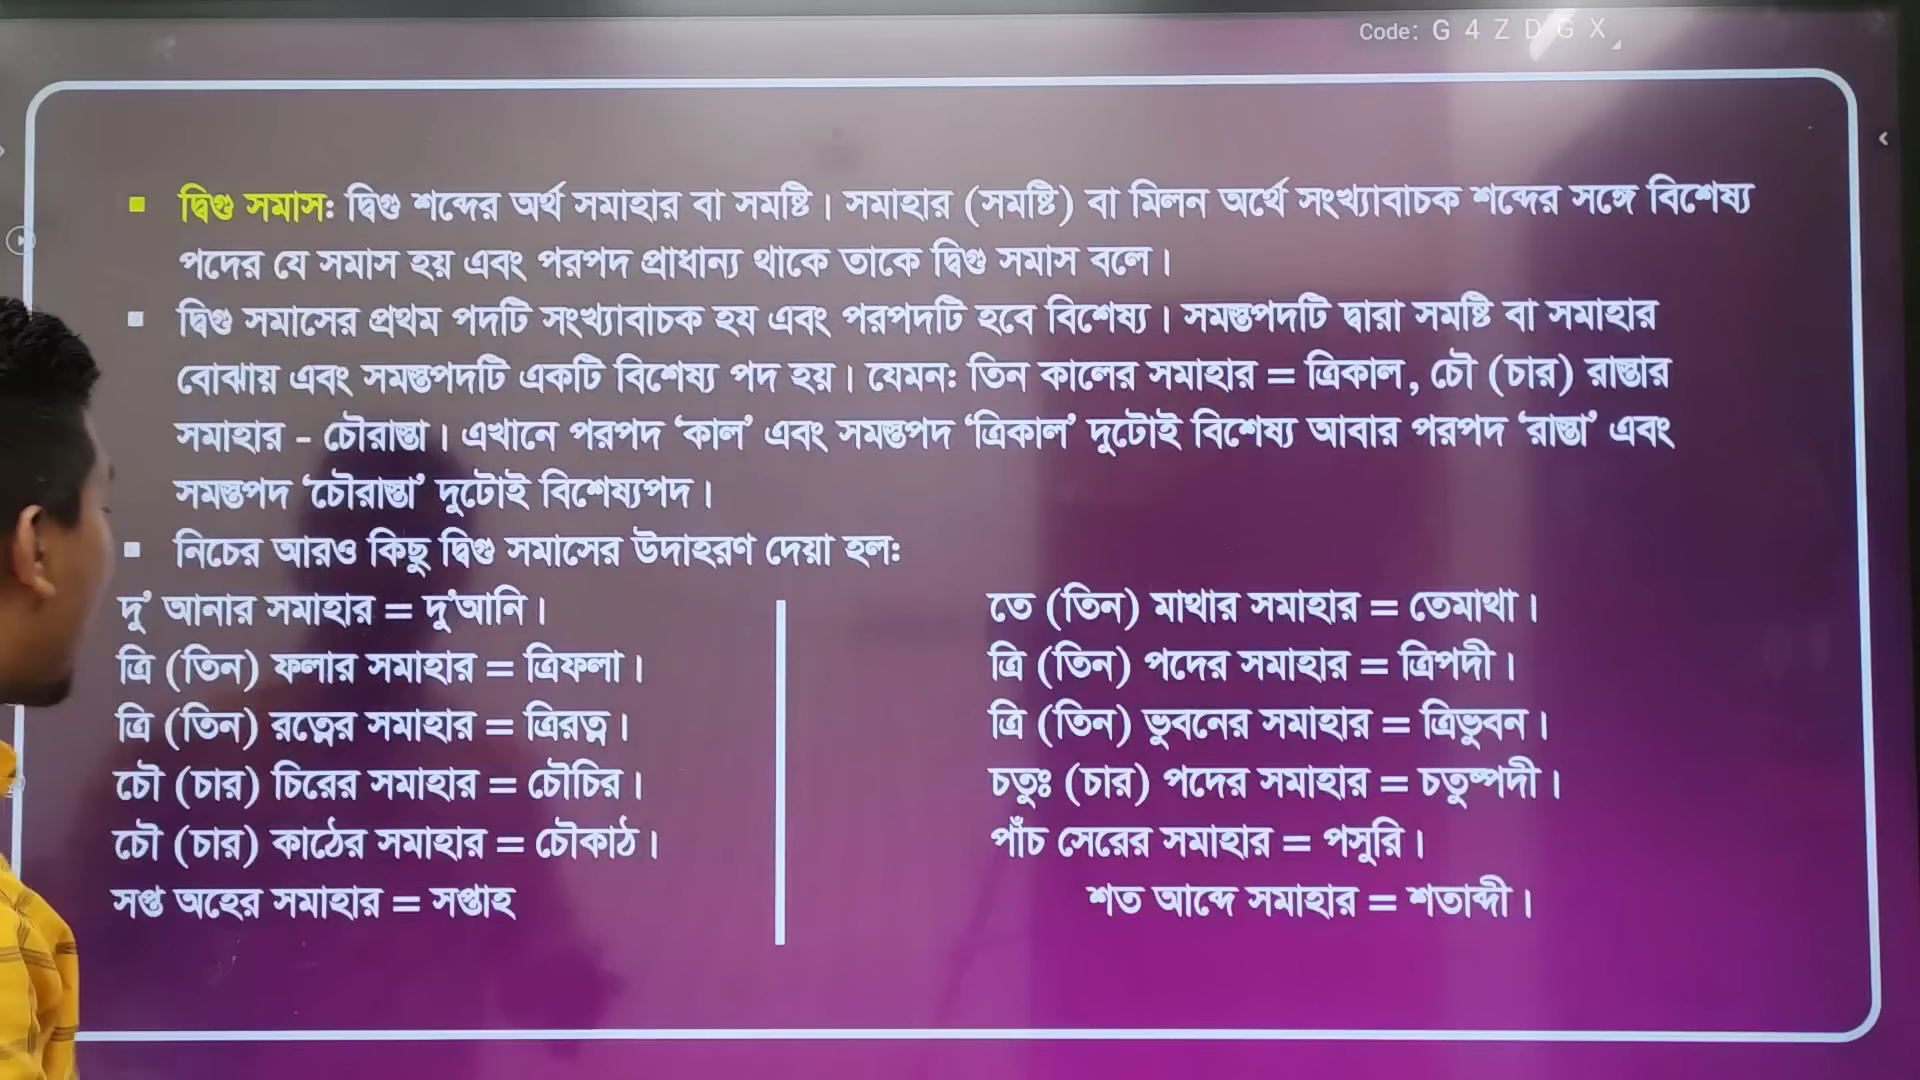 Code: G 4 Z D G X
▪ দ্বিগু সমাস: দ্বিগু শব্দের অর্থ সমাহার বা সমষ্টি। সমাহার (সমষ্টি) বা মিলন অর্থে সংখ্যাবাচক শব্দের সঙ্গে বিশেষ্য
পদের যে সমাস হয় এবং পরপদ প্রাধান্য থাকে তাকে দ্বিগু সমাস বলে।
▪ দ্বিগু সমাসের প্রথম পদটি সংখ্যাবাচক হয এবং পরপদটি হবে বিশেষ্য। সমস্তপদটি দ্বারা সমষ্টি বা সমাহার
বোঝায় এবং সমস্তপদটি একটি বিশেষ্য পদ হয়। যেমন: তিন কালের সমাহার = ত্রিকাল, চৌ (চার) রাস্তার
সমাহার - চৌরাস্তা। এখানে পরপদ ‘কাল’ এবং সমস্তপদ ‘ত্রিকাল’ দুটোই বিশেষ্য আবার পরপদ ‘রাস্তা’ এবং
সমস্তপদ ‘চৌরাস্তা’ দুটোই বিশেষ্যপদ।
▪ নিচের আরও কিছু দ্বিগু সমাসের উদাহরণ দেয়া হল:
দু’ আনার সমাহার = দু’আনি।
ত্রি (তিন) ফলার সমাহার = ত্রিফলা।
ত্রি (তিন) রত্নের সমাহার = ত্রিরত্ন।
চৌ (চার) চিরের সমাহার = চৌচির।
চৌ (চার) কাঠের সমাহার = চৌকাঠ।
সপ্ত অহের সমাহার = সপ্তাহ
তে (তিন) মাথার সমাহার = তেমাথা।
ত্রি (তিন) পদের সমাহার = ত্রিপদী।
ত্রি (তিন) ভুবনের সমাহার = ত্রিভুবন।
চতুঃ (চার) পদের সমাহার = চতুষ্পদী।
পাঁচ সেরের সমাহার = পসুরি।
শত আব্দে সমাহার = শতাব্দী।